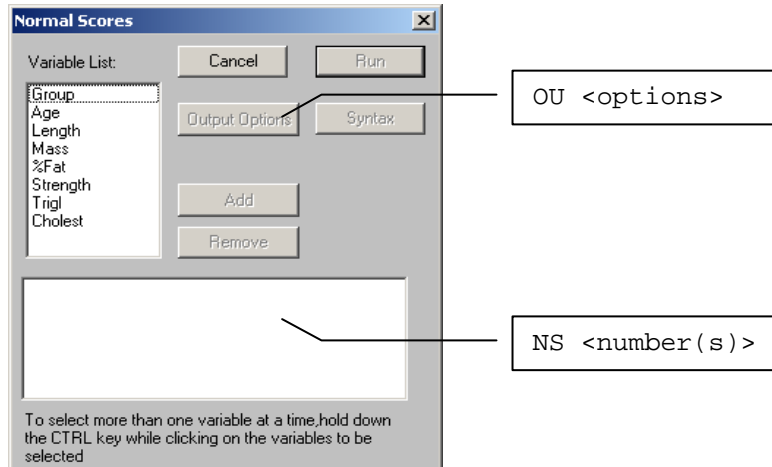 Normal Scores
Variable List:
Cancel
Run
Group
Age
Length
Mass
%Fat
Strength
Trigl
Cholest
Output Options
Syntax
Add
Remove
OU <options>
NS <number(s)>
To select more than one variable at a time,hold down
the CTRL key while clicking on the variables to be
selected